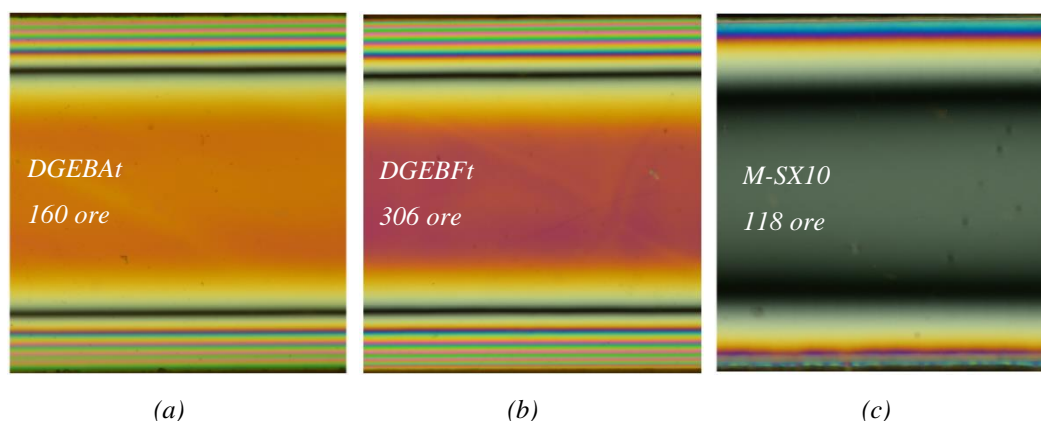 DGEBAt
160 ore
DGEBFt
306 ore
M-SX10
118 ore
(a)
(b)
(c)